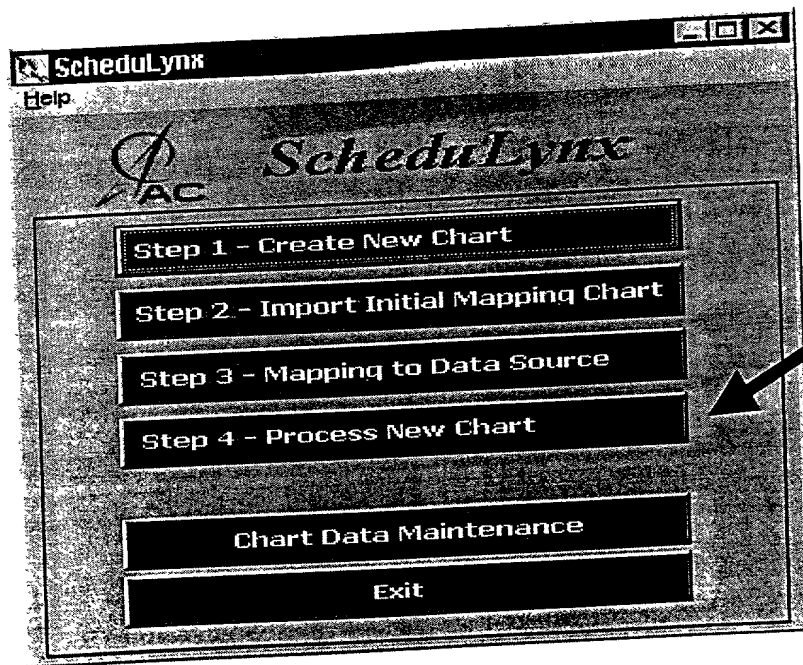 ScheduLynx
Help
AC
ScheduLynx
Step 1 - Create New Chart
Step 2 - Import Initial Mapping Chart
Step 3 - Mapping to Data Source
Step 4 - Process New Chart
Chart Data Maintenance
Exit